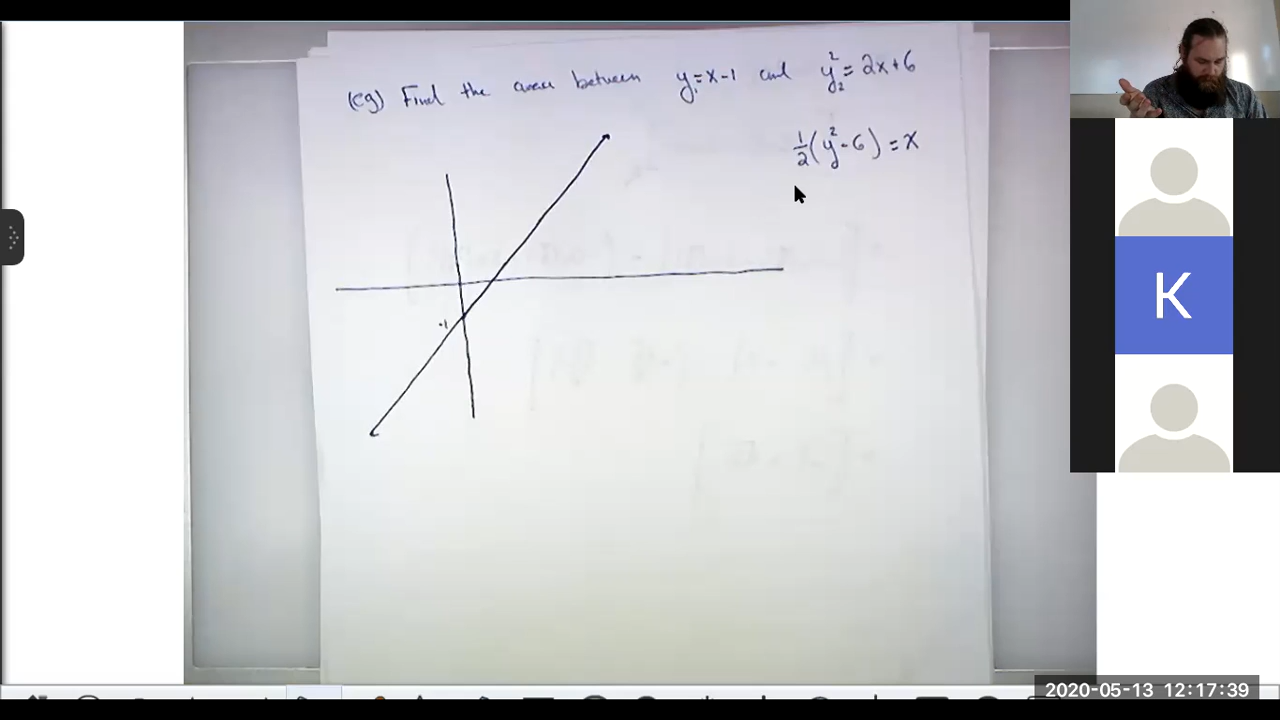 (eg) Find the area between y₁ = x-1 and y₂² = 2x+6
½(y²-6) = x
-1
K
2020-05-13 12:17:39